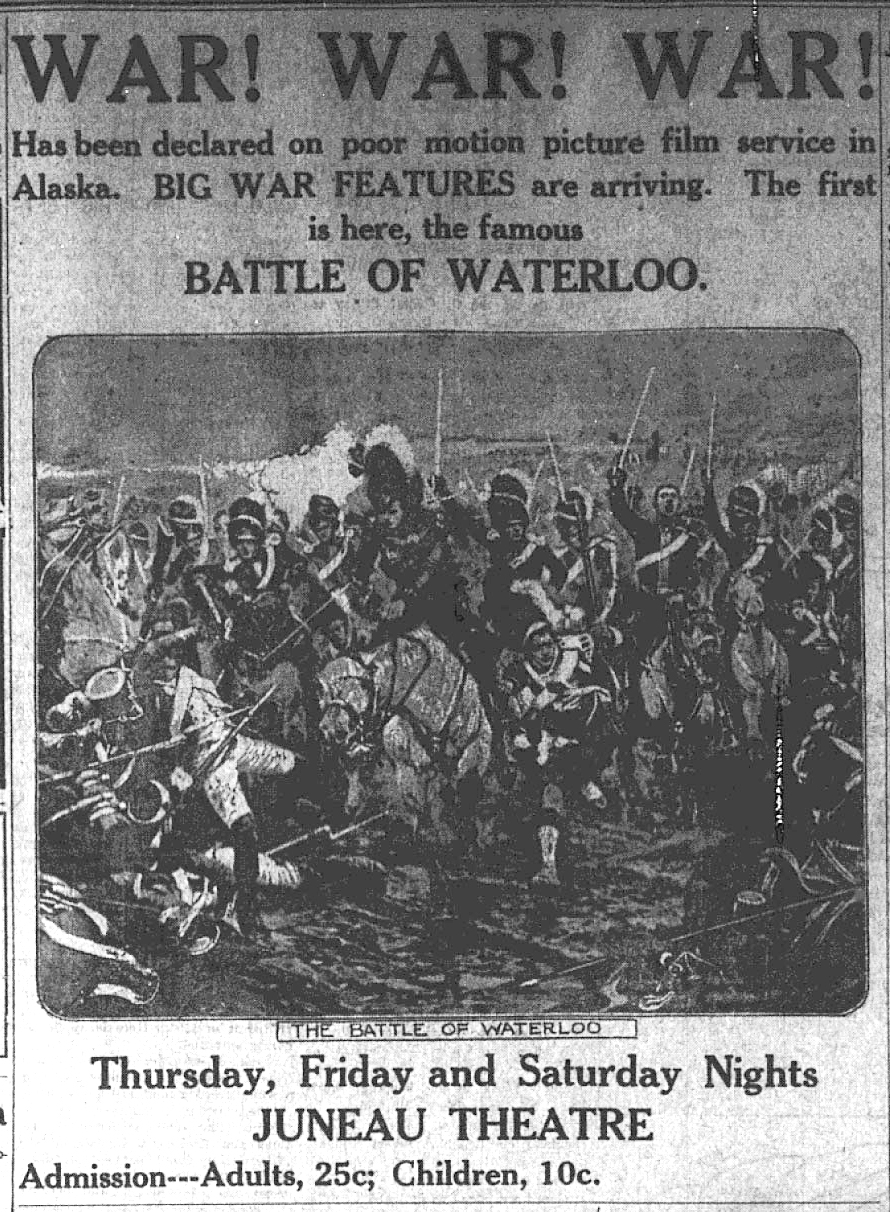 WAR! WAR! WAR!
Has been declared on poor motion picture film service in
Alaska. BIG WAR FEATURES are arriving. The first
is here, the famous
BATTLE OF WATERLOO.
THE BATTLE OF WATERLOO
Thursday, Friday and Saturday Nights
JUNEAU THEATRE
Admission---Adults, 25c; Children, 10c.